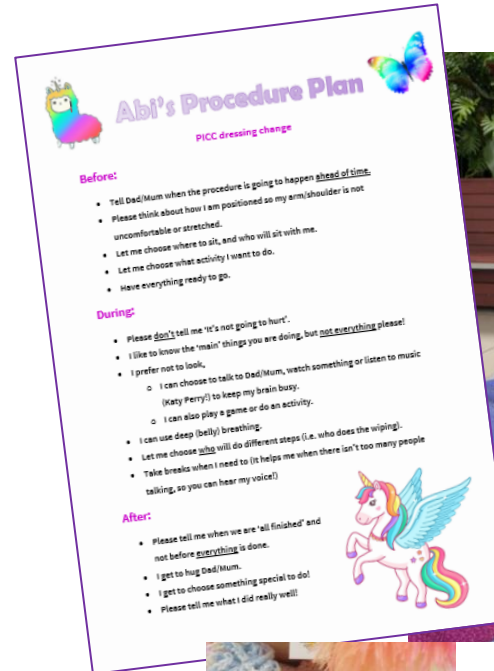 Abi's Procedure Plan
PICC dressing change
Before:
• Tell Dad/Mum when the procedure is going to happen ahead of time.
• Please think about how I am positioned so my arm/shoulder is not
uncomfortable or stretched.
• Let me choose where to sit, and who will sit with me.
• Let me choose what activity I want to do.
• Have everything ready to go.
During:
• Please don't tell me 'it's not going to hurt'.
• I like to know the 'main' things you are doing, but not everything please!
• I prefer not to look,
o I can choose to talk to Dad/Mum, watch something or listen to music
(Katy Perry!) to keep my brain busy.
o I can also play a game or do an activity.
• I can use deep (belly) breathing.
• Let me choose who will do different steps (i.e. who does the wiping).
• Take breaks when I need to (It helps me when there isn't too many people
talking, so you can hear my voice!)
After:
• Please tell me when we are 'all finished' and
not before everything is done.
• I get to hug Dad/Mum.
• I get to choose something special to do!
• Please tell me what I did really well!